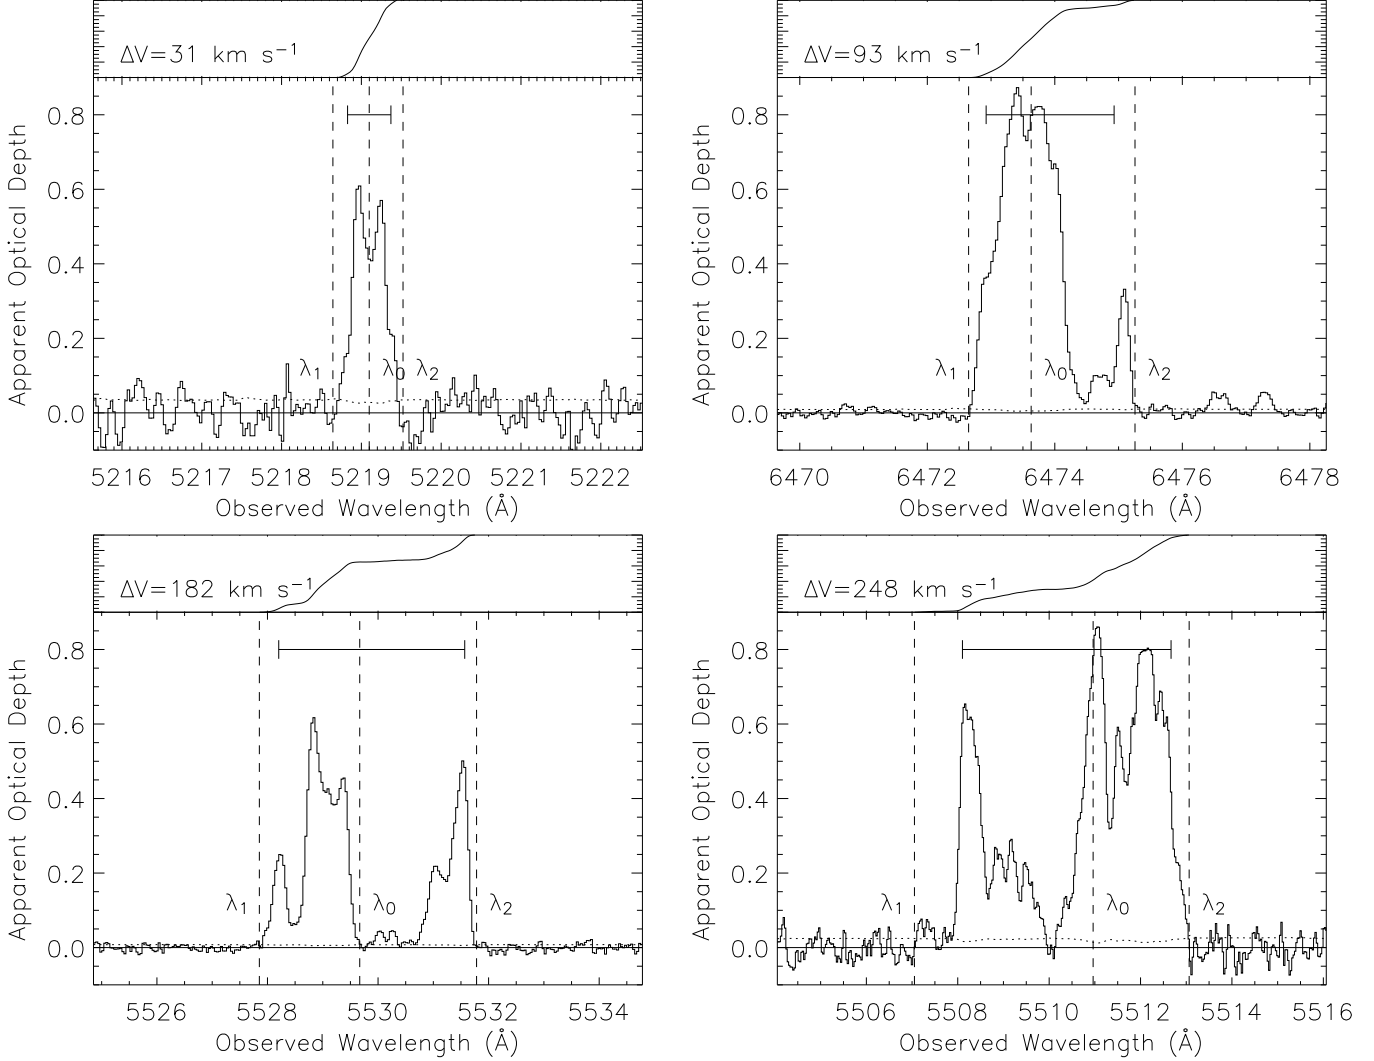 ΔV=31 km s⁻¹
0.8
0.6
0.4
0.2
0.0
Apparent Optical Depth
λ₁ λ₀ λ₂
5216 5217 5218 5219 5220 5221 5222
Observed Wavelength (Å)
ΔV=93 km s⁻¹
0.8
0.6
0.4
0.2
0.0
Apparent Optical Depth
λ₁ λ₀ λ₂
6470 6472 6474 6476 6478
Observed Wavelength (Å)
ΔV=182 km s⁻¹
0.8
0.6
0.4
0.2
0.0
Apparent Optical Depth
λ₁ λ₀ λ₂
5526 5528 5530 5532 5534
Observed Wavelength (Å)
ΔV=248 km s⁻¹
0.8
0.6
0.4
0.2
0.0
Apparent Optical Depth
λ₁ λ₀ λ₂
5506 5508 5510 5512 5514 5516
Observed Wavelength (Å)